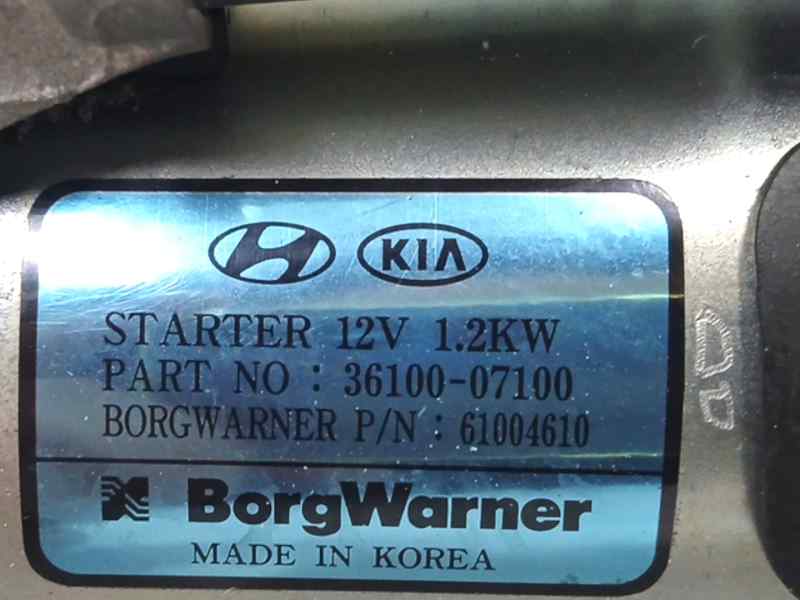 KIA
STARTER 12V 1.2KW
PART NO : 36100-07100
BORGWARNER P/N : 61004610
BorgWarner
MADE IN KOREA